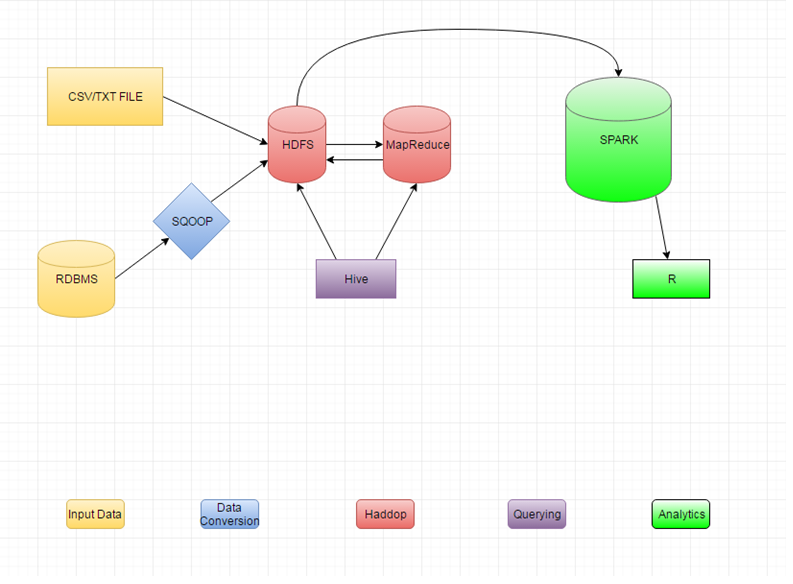 CSV/TXT FILE
HDFS
MapReduce
SPARK
SQOOP
RDBMS
Hive
R
Input Data
Data
Conversion
Haddop
Querying
Analytics